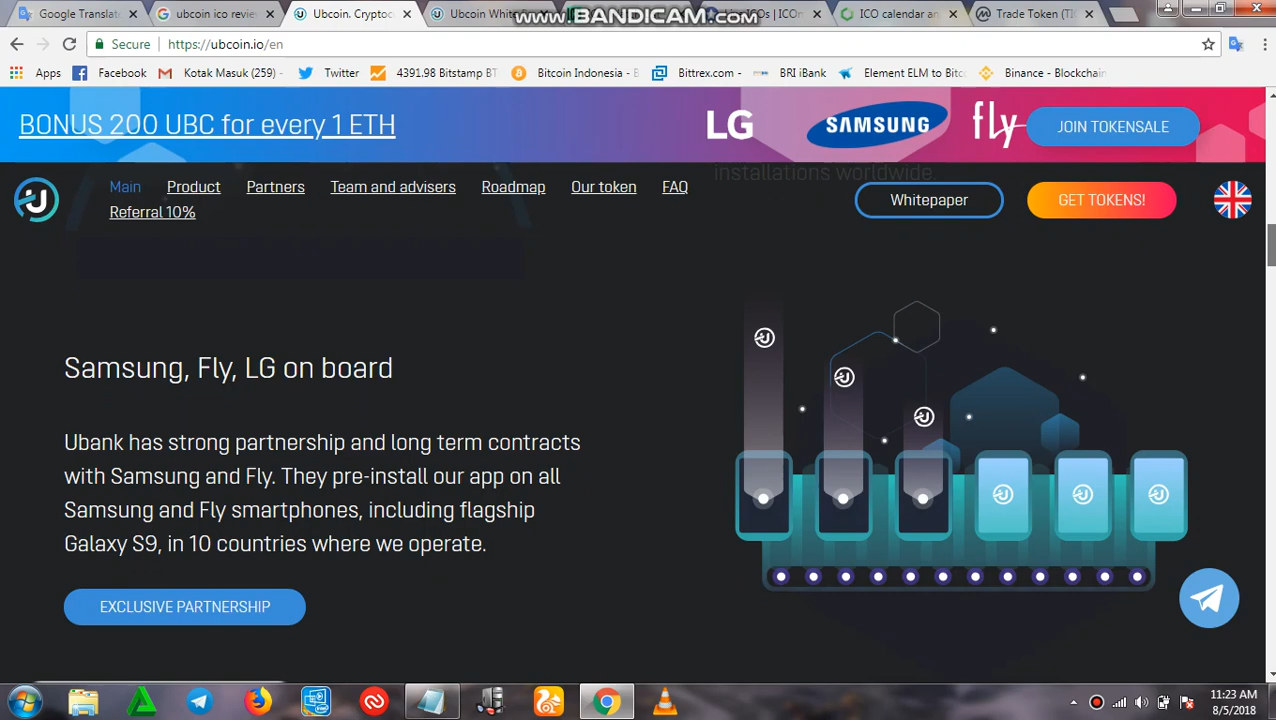 Google Translat
ubcoin ico revie
Ubcoin. Cryptoc
Ubcoin White
ICOs | ICO
ICO calendar an
Trade Token (TI
www.BANDICAM.com
Secure
https://ubcoin.io/en
Apps
Facebook
Kotak Masuk (259) -
Twitter
4391.98 Bitstamp BT
Bitcoin Indonesia - B
Bittrex.com -
BRI iBank
Element ELM to Bitc
Binance - Blockchain
BONUS 200 UBC for every 1 ETH
LG
SAMSUNG
fly
JOIN TOKENSALE
installations worldwide.
Main
Product
Partners
Team and advisers
Roadmap
Our token
FAQ
Referral 10%
Whitepaper
GET TOKENS!
Samsung, Fly, LG on board
Ubank has strong partnership and long term contracts
with Samsung and Fly. They pre-install our app on all
Samsung and Fly smartphones, including flagship
Galaxy S9, in 10 countries where we operate.
EXCLUSIVE PARTNERSHIP
11:23 AM
8/5/2018